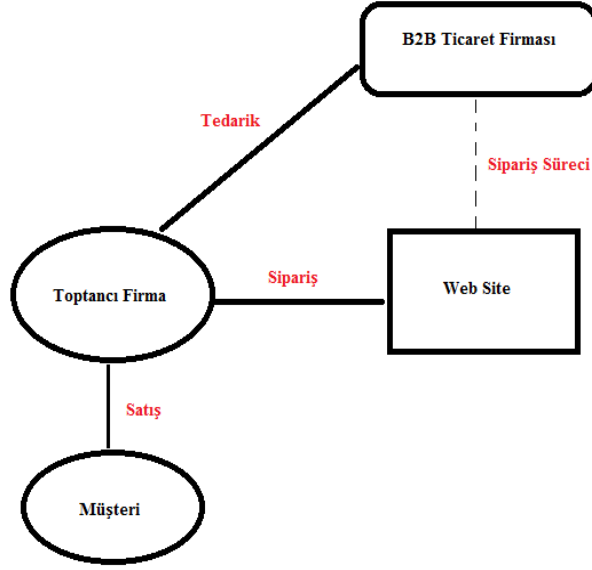 B2B Ticaret Firması
Tedarik
Sipariş Süreci
Toptancı Firma
Sipariş
Web Site
Satış
Müşteri